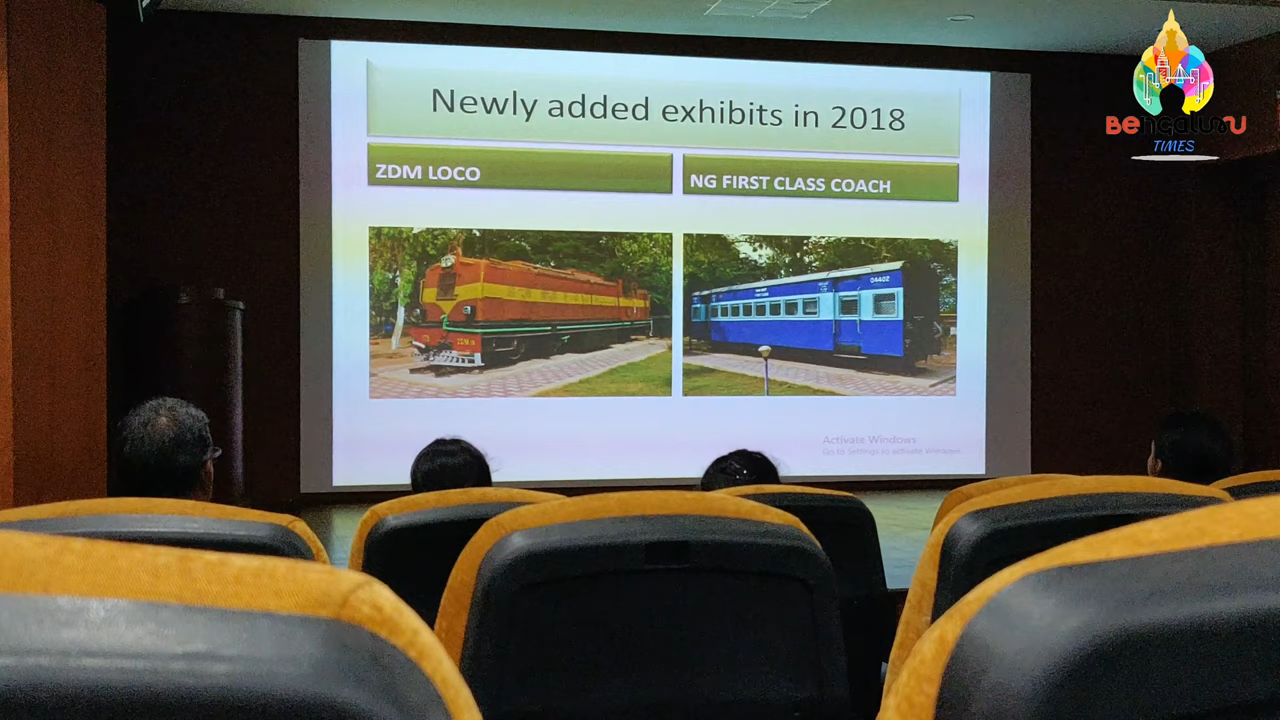 Newly added exhibits in 2018
ZDM LOCO
NG FIRST CLASS COACH
04402
Activate Windows
Go to Settings to activate Windows.
BENGALURU
TIMES